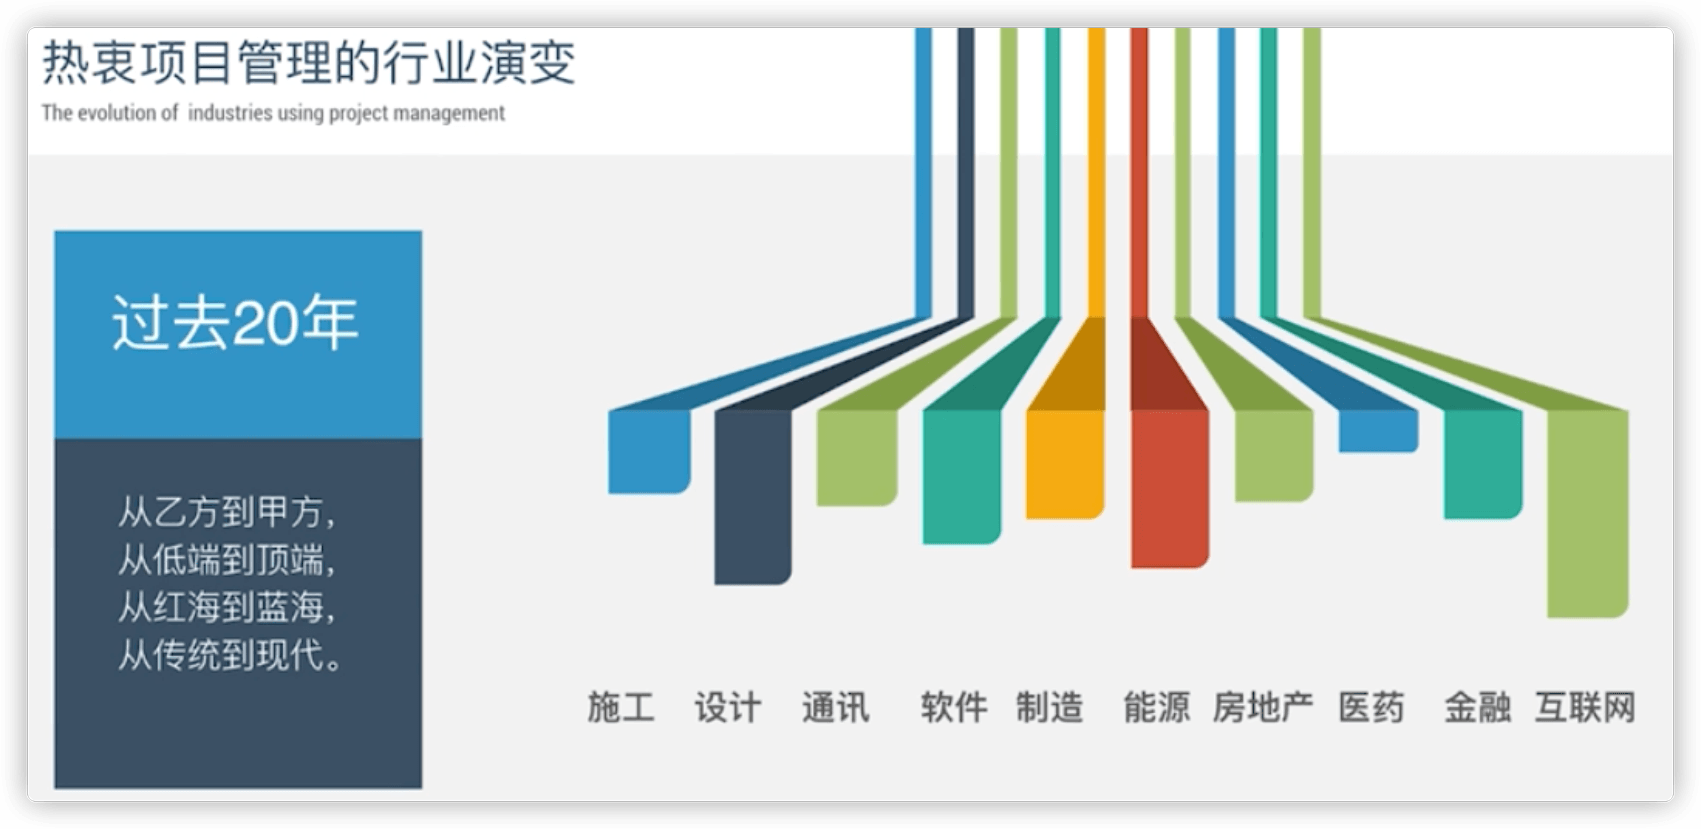 热衷项目管理的行业演变
The evolution of industries using project management
过去20年
从乙方到甲方，
从低端到顶端，
从红海到蓝海，
从传统到现代。
施工 设计 通讯 软件 制造 能源 房地产 医药 金融 互联网